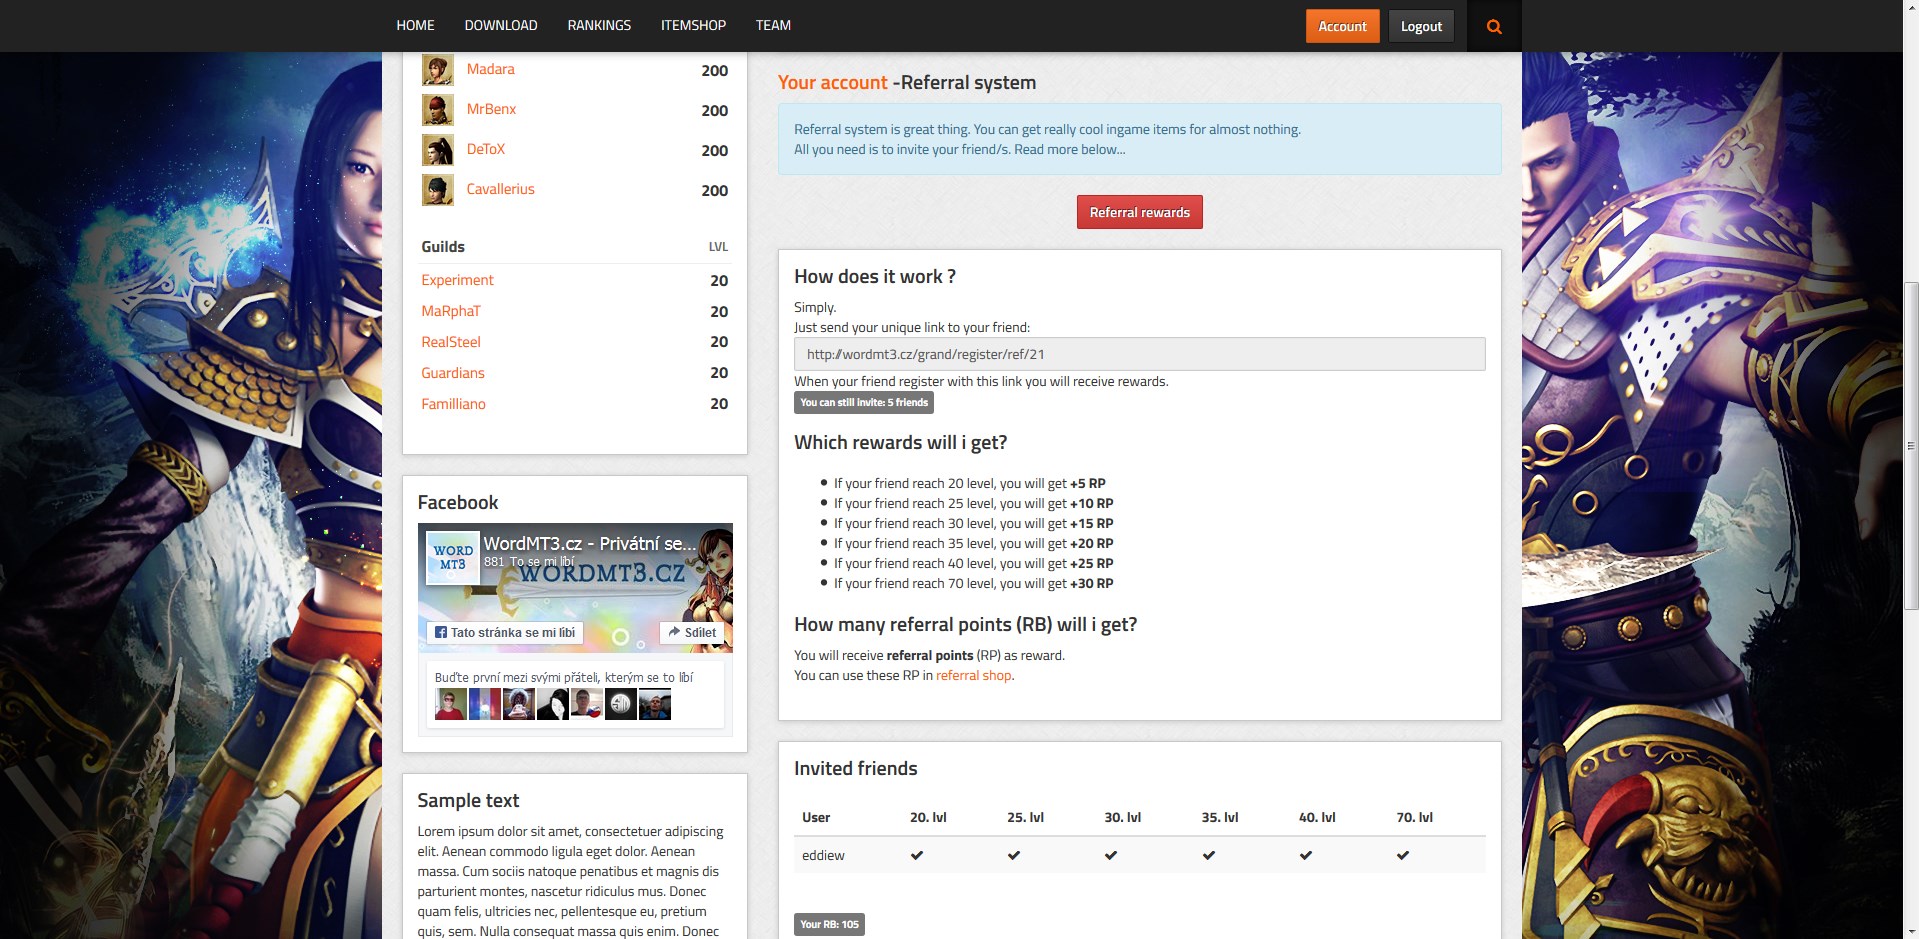 HOME DOWNLOAD RANKINGS ITEMSHOP TEAM Account Logout
Madara 200
MrBenx 200
DeToX 200
Cavallerius 200
Guilds LVL
Experiment 20
MaRphaT 20
RealSteel 20
Guardians 20
Familliano 20
Facebook
WORD
MT3
WordMT3.cz - Privátní se...
881 To se mi líbí
WORDMT3.CZ
Tato stránka se mi líbí
Sdílet
Buďte první mezi svými přáteli, kterým se to líbí
Sample text
Lorem ipsum dolor sit amet, consectetuer adipiscing
elit. Aenean commodo ligula eget dolor. Aenean
massa. Cum sociis natoque penatibus et magnis dis
parturient montes, nascetur ridiculus mus. Donec
quam felis, ultricies nec, pellentesque eu, pretium
quis, sem. Nulla consequat massa quis enim. Donec
Your account -Referral system
Referral system is great thing. You can get really cool ingame items for almost nothing.
All you need is to invite your friend/s. Read more below...
Referral rewards
How does it work ?
Simply.
Just send your unique link to your friend:
http://wordmt3.cz/grand/register/ref/21
When your friend register with this link you will receive rewards.
You can still invite: 5 friends
Which rewards will i get?
If your friend reach 20 level, you will get +5 RP
If your friend reach 25 level, you will get +10 RP
If your friend reach 30 level, you will get +15 RP
If your friend reach 35 level, you will get +20 RP
If your friend reach 40 level, you will get +25 RP
If your friend reach 70 level, you will get +30 RP
How many referral points (RB) will i get?
You will receive referral points (RP) as reward.
You can use these RP in referral shop.
Invited friends
User 20. lvl 25. lvl 30. lvl 35. lvl 40. lvl 70. lvl
eddiew ✔ ✔ ✔ ✔ ✔ ✔
Your RB: 105